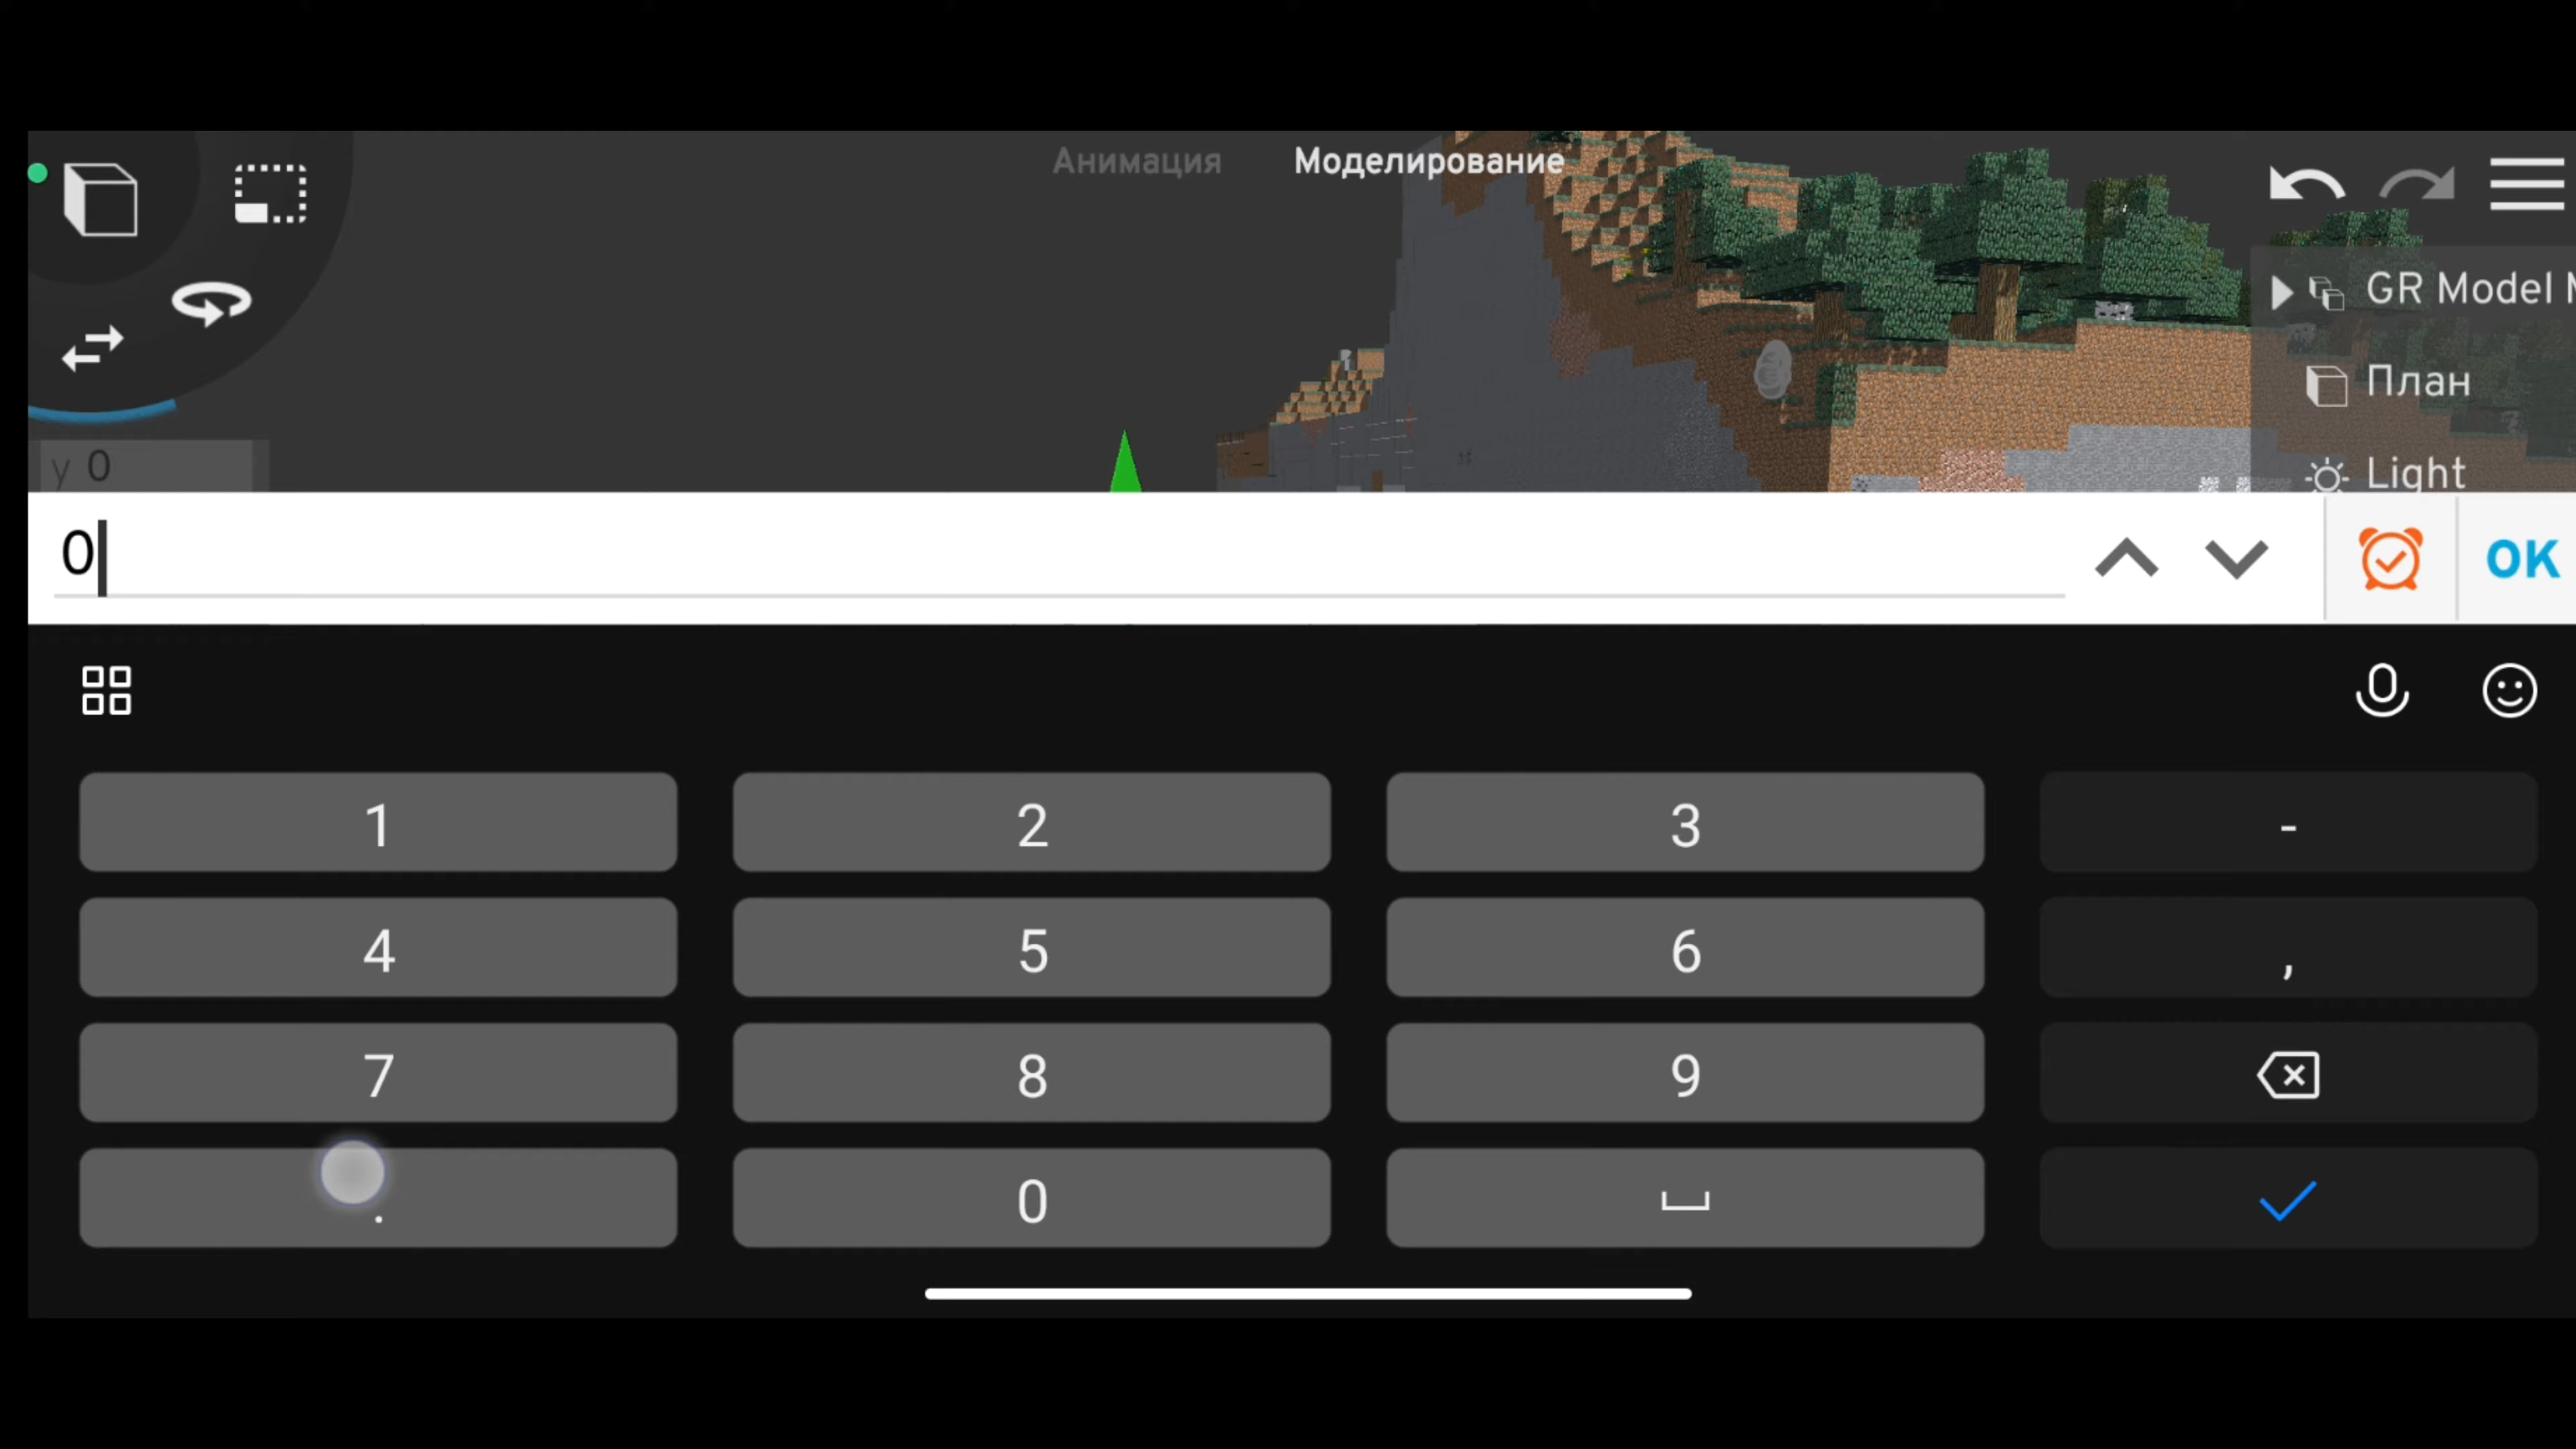 Анимация Моделирование
GR Model
План
Light
y 0
0
OK
1 2 3 -
4 5 6 ,
7 8 9
. 0